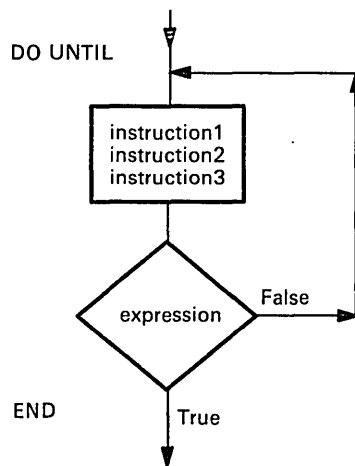 DO UNTIL
instruction1
instruction2
instruction3
expression
False
END
True